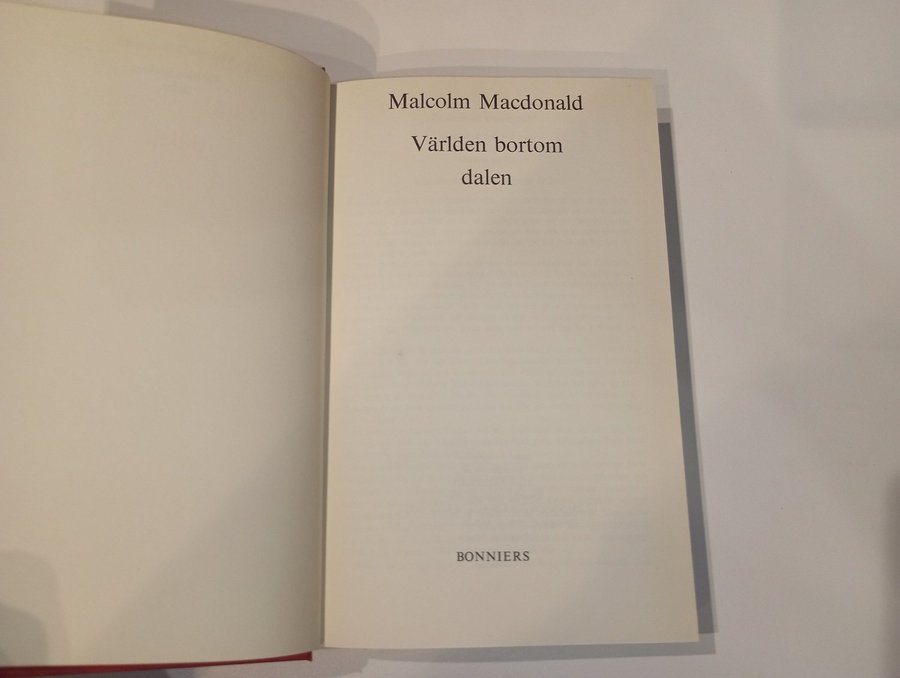 Malcolm Macdonald
Världen bortom
dalen
BONNIERS